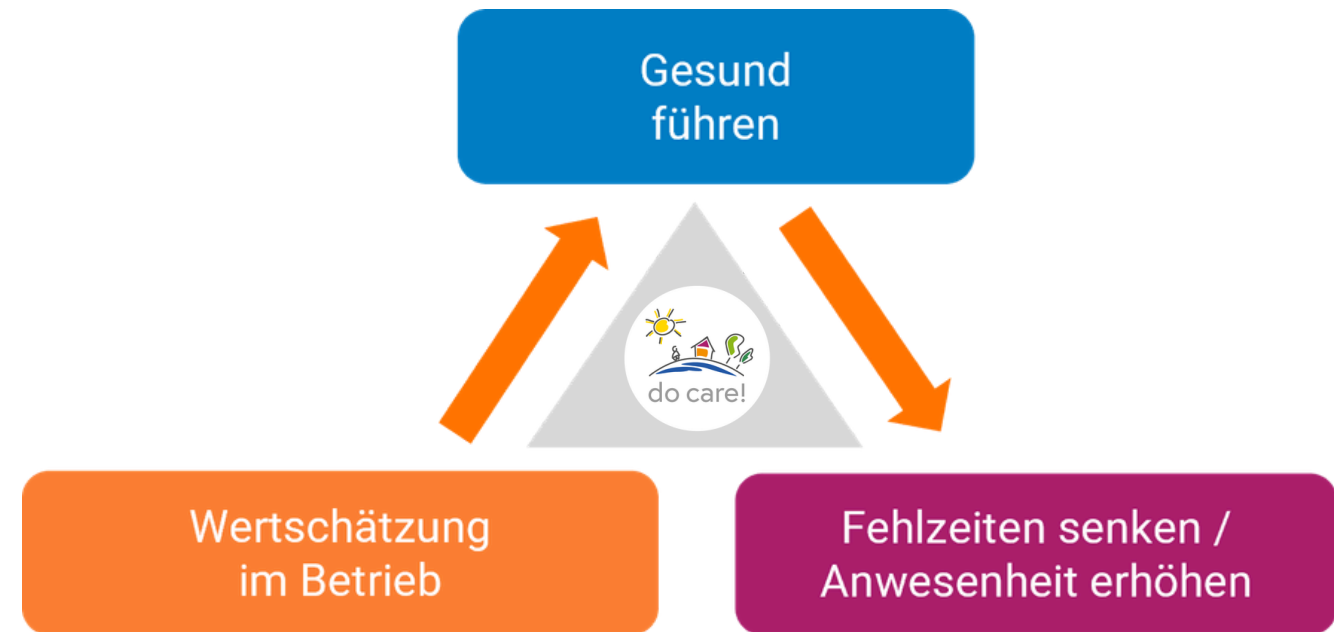 Gesund
führen
do care!
Wertschätzung
im Betrieb
Fehlzeiten senken /
Anwesenheit erhöhen